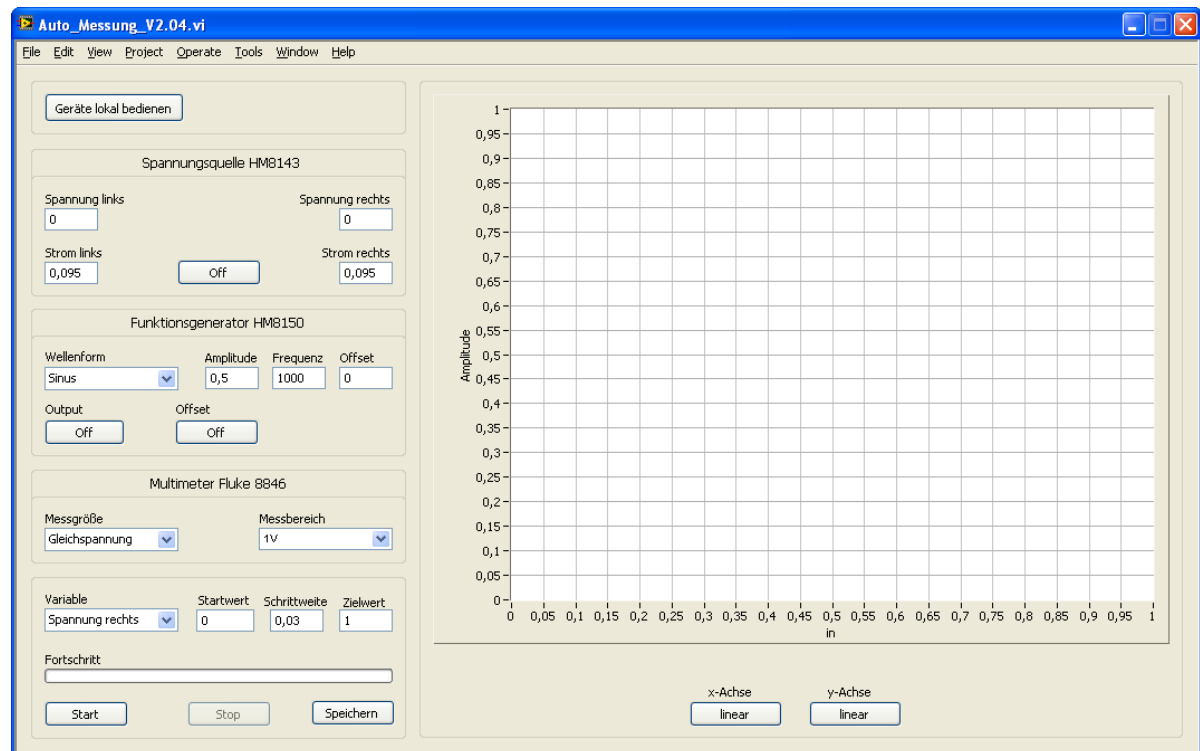 Auto_Messung_V2.04.vi
File Edit View Project Operate Tools Window Help
Geräte lokal bedienen
Spannungsquelle HM8143
Spannung links Spannung rechts
0 0
Strom links Strom rechts
0,095 Off 0,095
Funktionsgenerator HM8150
Wellenform Amplitude Frequenz Offset
Sinus 0,5 1000 0
Output Offset
Off Off
Multimeter Fluke 8846
Messgröße Messbereich
Gleichspannung 1V
Variable Startwert Schrittweite Zielwert
Spannung rechts 0 0,03 1
Fortschritt
Start Stop Speichern
Amplitude
1
0,95
0,9
0,85
0,8
0,75
0,7
0,65
0,6
0,55
0,5
0,45
0,4
0,35
0,3
0,25
0,2
0,15
0,1
0,05
0
0 0,05 0,1 0,15 0,2 0,25 0,3 0,35 0,4 0,45 0,5 0,55 0,6 0,65 0,7 0,75 0,8 0,85 0,9 0,95 1
in
x-Achse y-Achse
linear linear